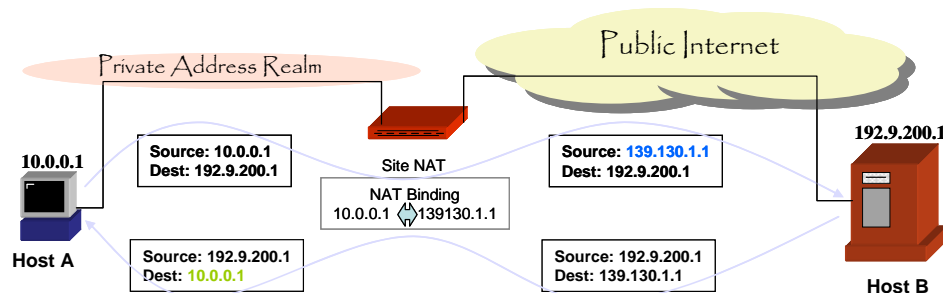 Private Address Realm
Public Internet
10.0.0.1
Source: 10.0.0.1
Dest: 192.9.200.1
Site NAT
NAT Binding
10.0.0.1 139130.1.1
Source: 139.130.1.1
Dest: 192.9.200.1
192.9.200.1
Host A
Source: 192.9.200.1
Dest: 10.0.0.1
Source: 192.9.200.1
Dest: 139.130.1.1
Host B